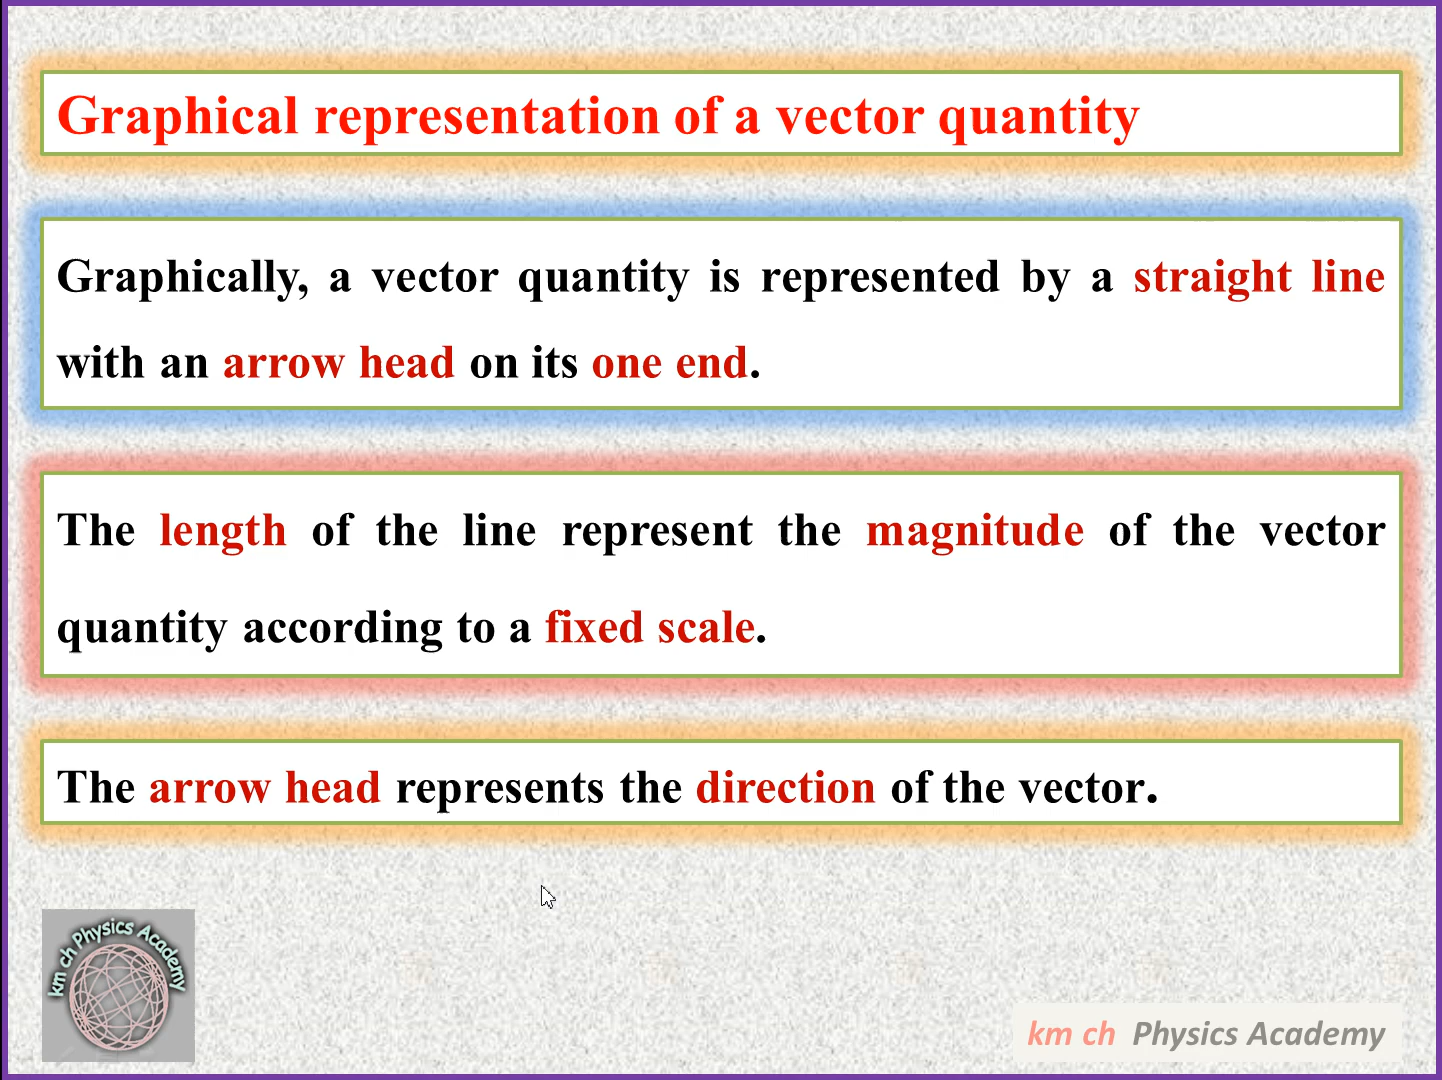 Graphical representation of a vector quantity
Graphically, a vector quantity is represented by a straight line
with an arrow head on its one end.
The length of the line represent the magnitude of the vector
quantity according to a fixed scale.
The arrow head represents the direction of the vector.
km ch Physics Academy
km ch Physics Academy